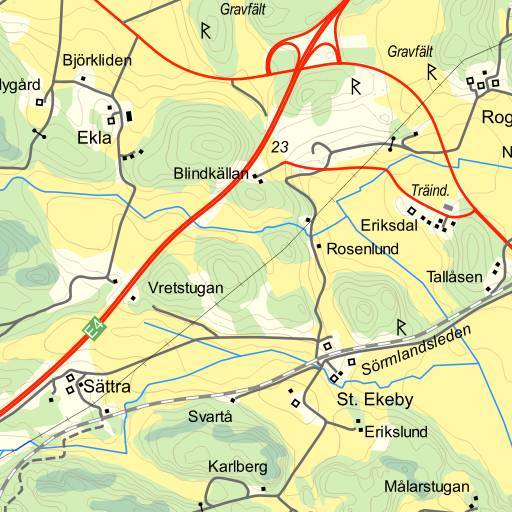 Gravfält
Gravfält
Björkliden
Ekla
23
Blindkällan
Träind.
Eriksdal
Rosenlund
Tallåsen
Vretstugan
E4
Sörmlandsleden
Sättra
St. Ekeby
Svartå
Erikslund
Karlberg
Målarstugan